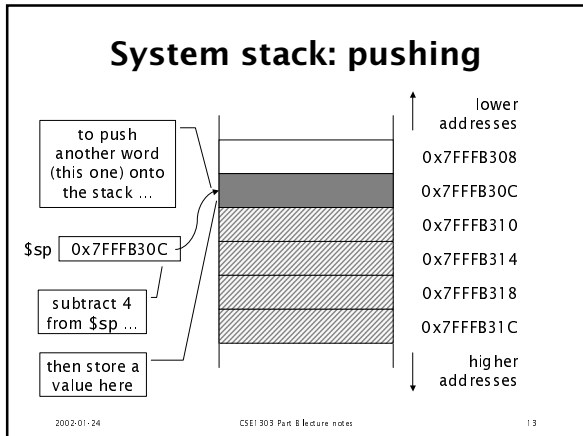 System stack: pushing
to push
another word
(this one) onto
the stack ...
$sp 0x7FFFB30C
subtract 4
from $sp ...
then store a
value here
lower
addresses
0x7FFFB308
0x7FFFB30C
0x7FFFB310
0x7FFFB314
0x7FFFB318
0x7FFFB31C
higher
addresses
2002-01-24
CSE1303 Part B lecture notes
13